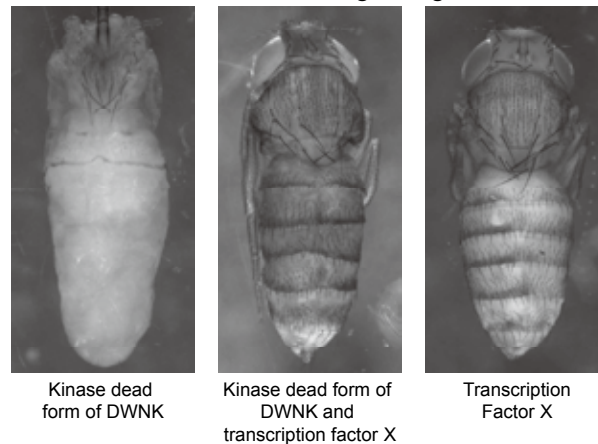 Kinase dead
form of DWNK
Kinase dead form of
DWNK and
transcription factor X
Transcription
Factor X